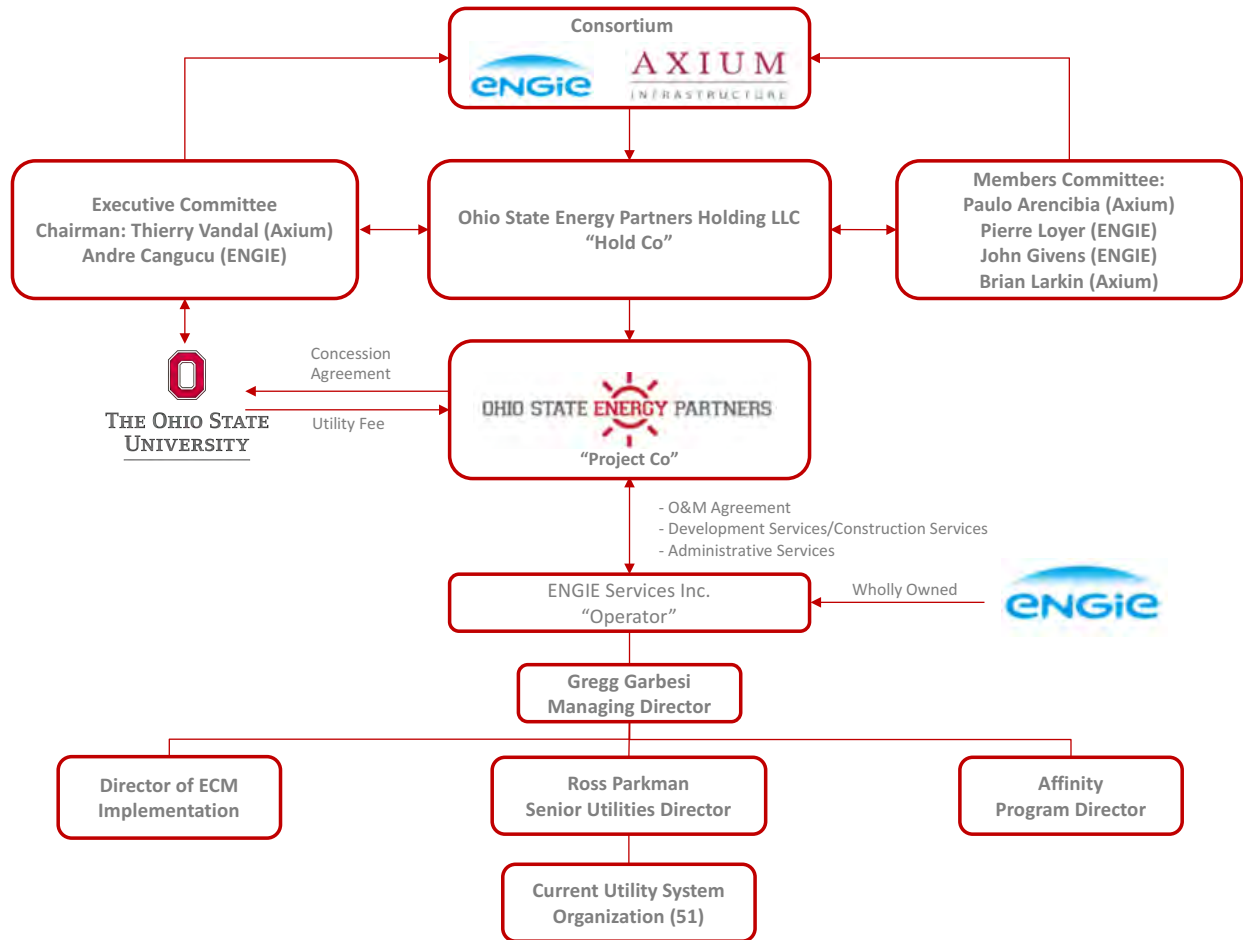 Consortium
ENGIE
AXIUM
INFRASTRUCTURE
Executive Committee
Chairman: Thierry Vandal (Axium)
Andre Cangucu (ENGIE)
Ohio State Energy Partners Holding LLC
“Hold Co”
Members Committee:
Paulo Arencibia (Axium)
Pierre Loyer (ENGIE)
John Givens (ENGIE)
Brian Larkin (Axium)
THE OHIO STATE
UNIVERSITY
Concession
Agreement
Utility Fee
OHIO STATE ENERGY PARTNERS
“Project Co”
- O&M Agreement
- Development Services/Construction Services
- Administrative Services
ENGIE Services Inc.
“Operator”
Wholly Owned
ENGIE
Gregg Garbesi
Managing Director
Director of ECM
Implementation
Ross Parkman
Senior Utilities Director
Affinity
Program Director
Current Utility System
Organization (51)